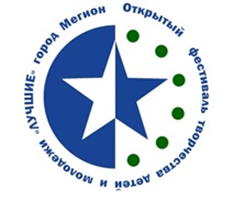 Открытый фестиваль творчества детей и молодежи «ЛУЧШИЕ» город Мегион